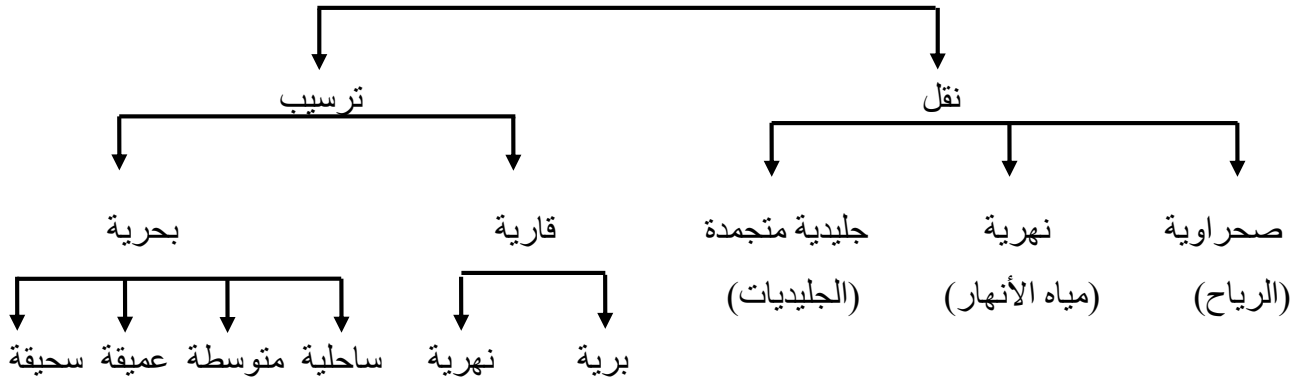 نقل ترسيب
صحراوية نهرية جليدية متجمدة قارية بحرية
(الرياح) (مياه الأنهار) (الجليديات)
برية نهرية ساحلية متوسطة عميقة سحيقة